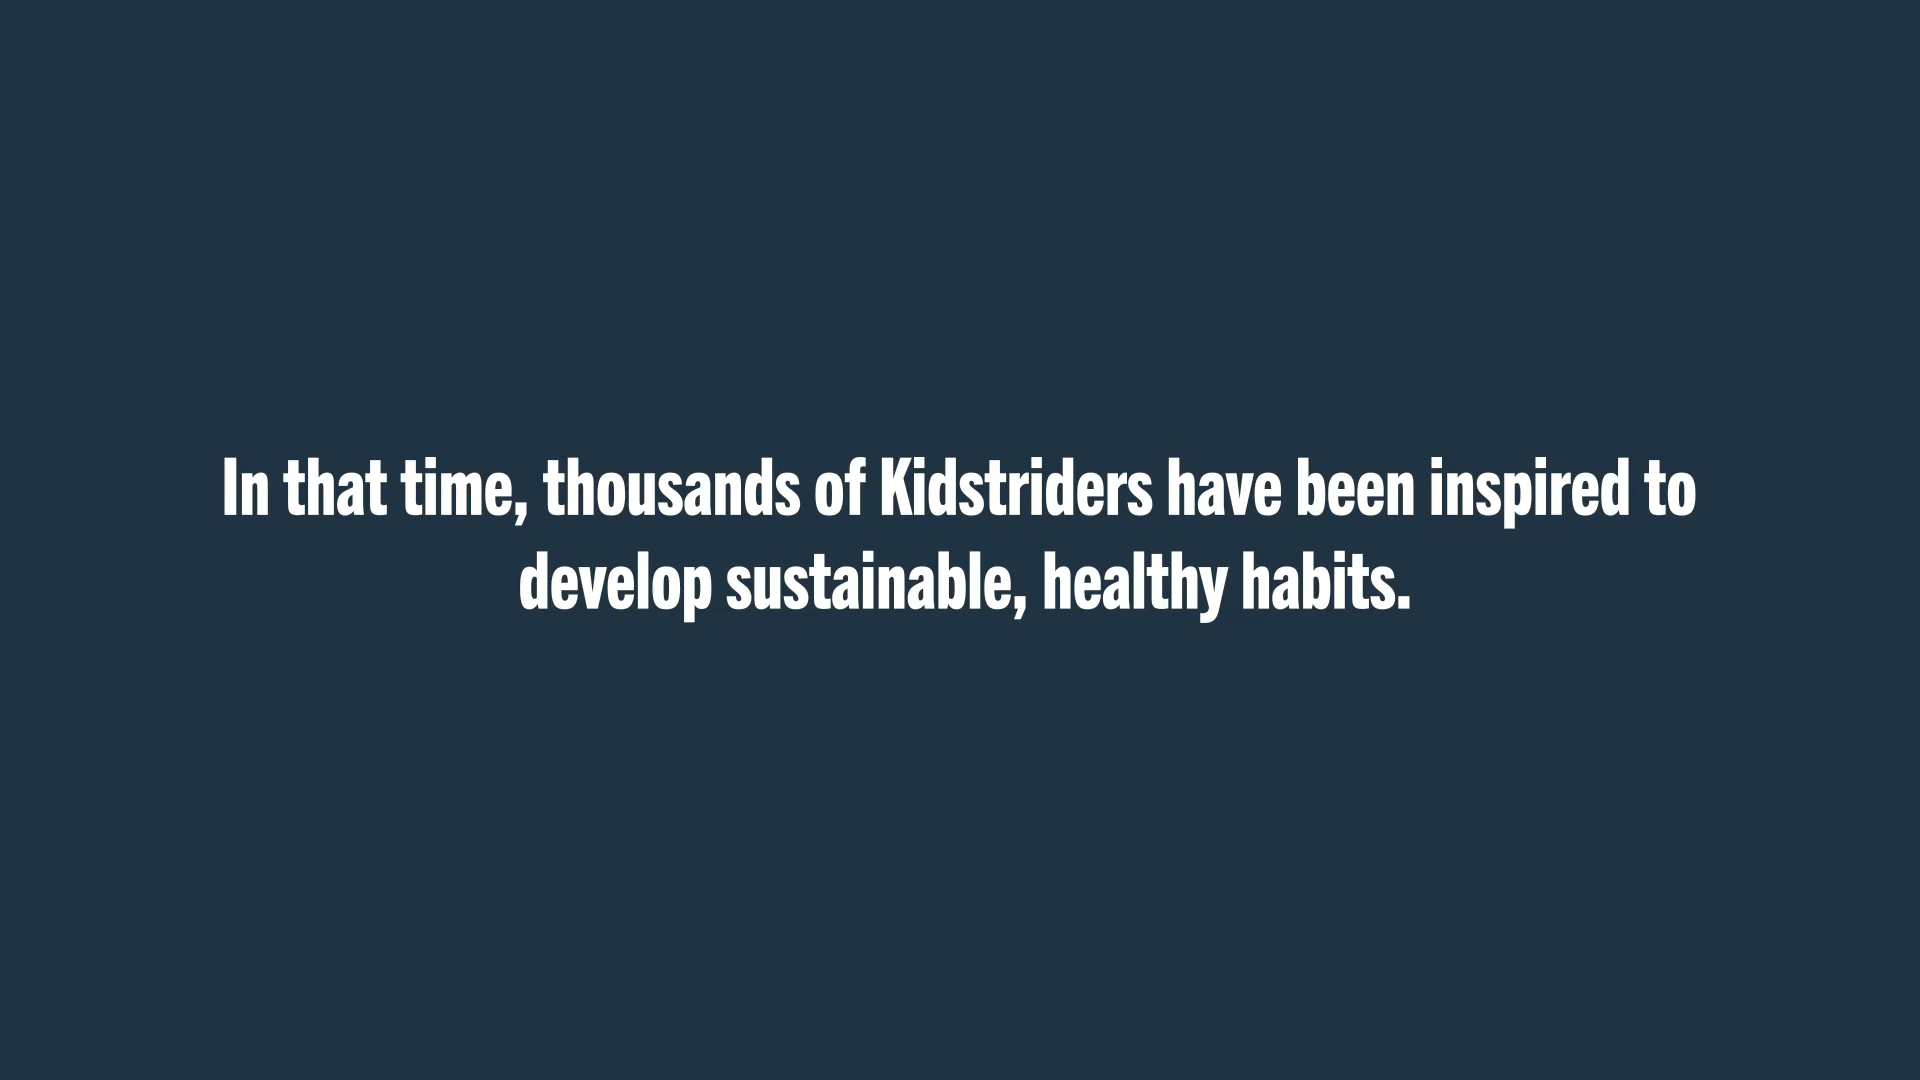 In that time, thousands of Kidstriders have been inspired to
develop sustainable, healthy habits.